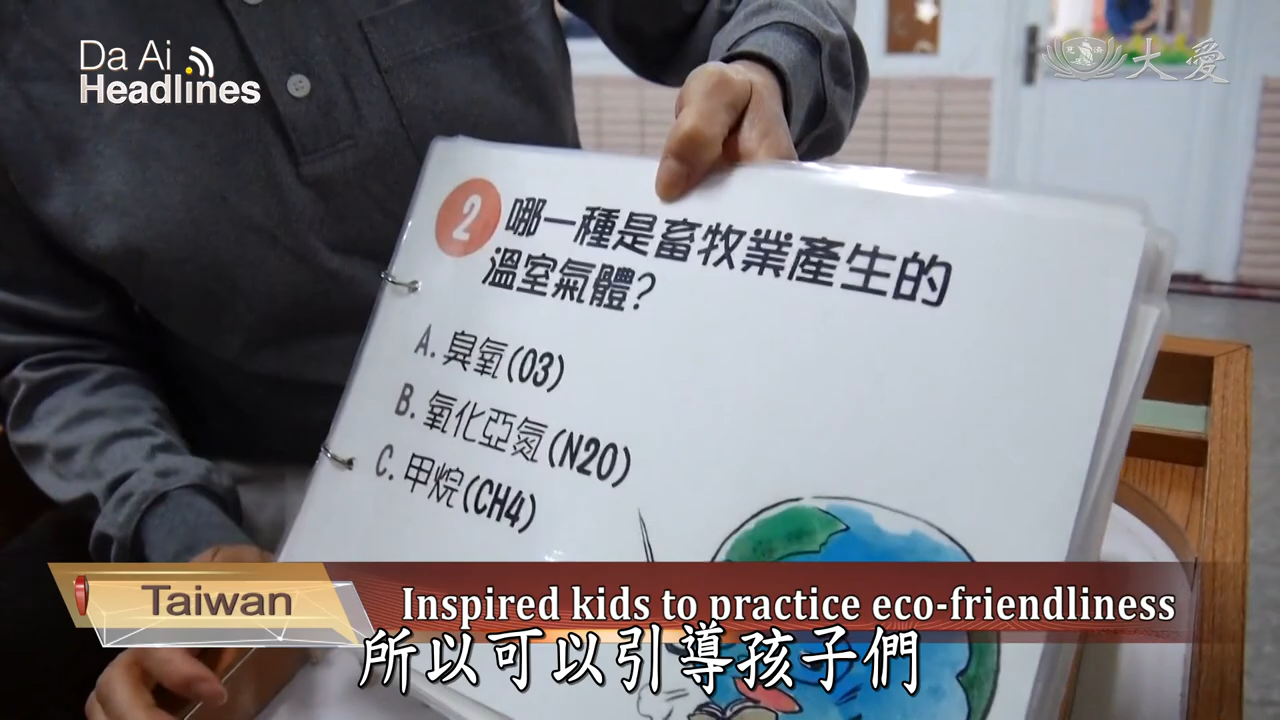 Da Ai
Headlines
大愛
2 哪一種是畜牧業產生的
溫室氣體?
A. 臭氧(O3)
B. 氧化亞氮(N2O)
C. 甲烷(CH4)
Taiwan
Inspired kids to practice eco-friendliness
所以可以引導孩子們